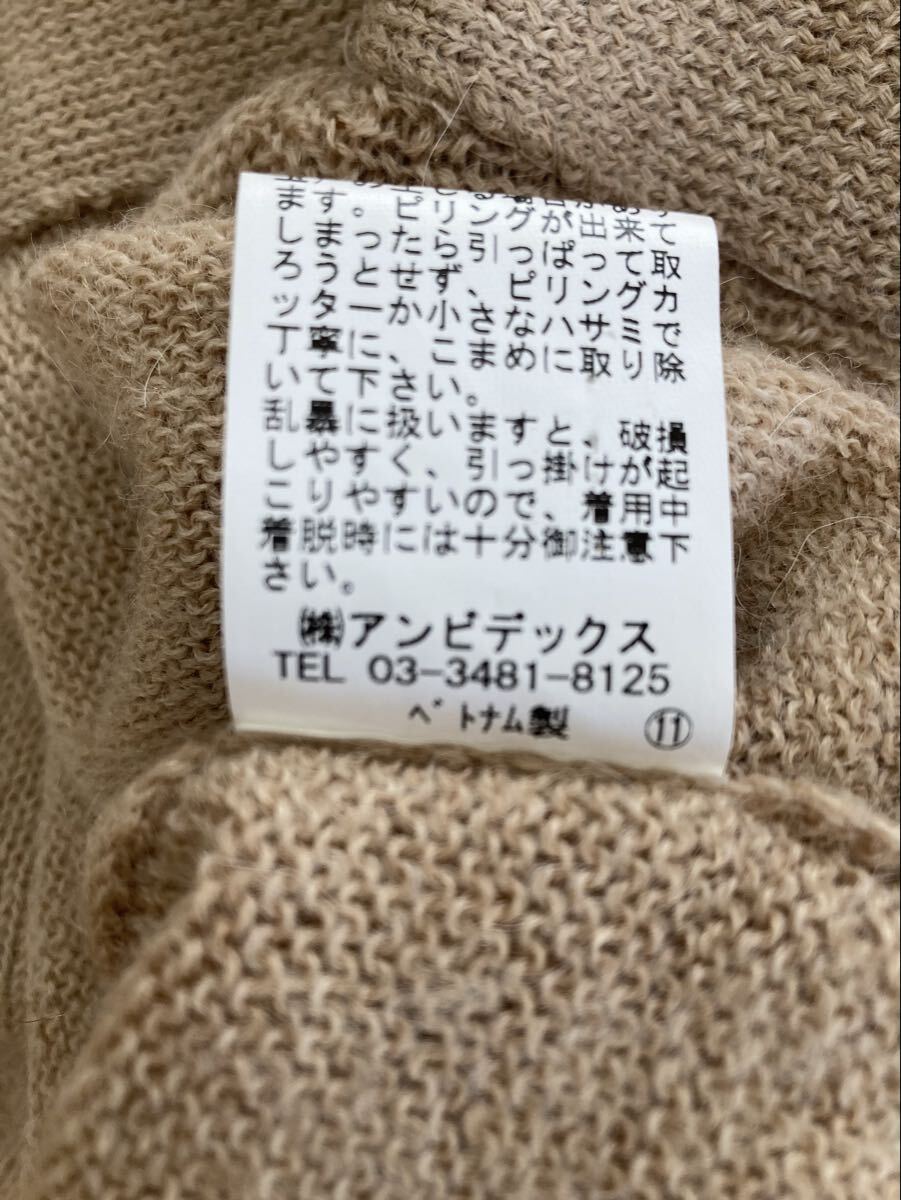 ます。ピリングが出来て
しまったらず、引っぱって取
ろうとせず、ピリングカ
ッターか小さなハサミで
丁寧に、こまめに取り除
いて下さい。
乱暴に扱いますと、破損
しやすく、引っ掛けが起
こりやすいので、着用中
着脱時には十分御注意下
さい。
㈱アンビデックス
TEL 03-3481-8125
ベトナム製 ⑪